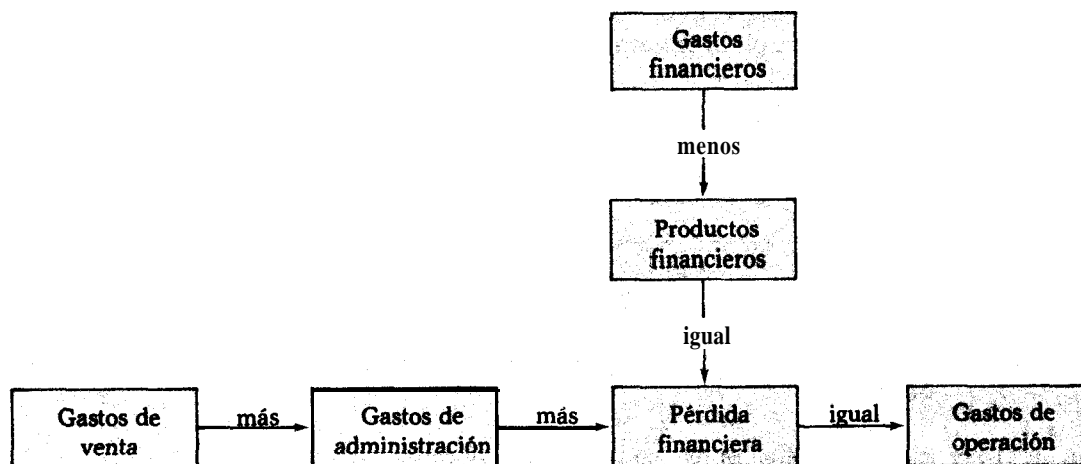 Gastos
financieros
menos
Productos
financieros
igual
Gastos de
venta
más
Gastos de
administración
más
Pérdida
financiera
igual
Gastos de
operación